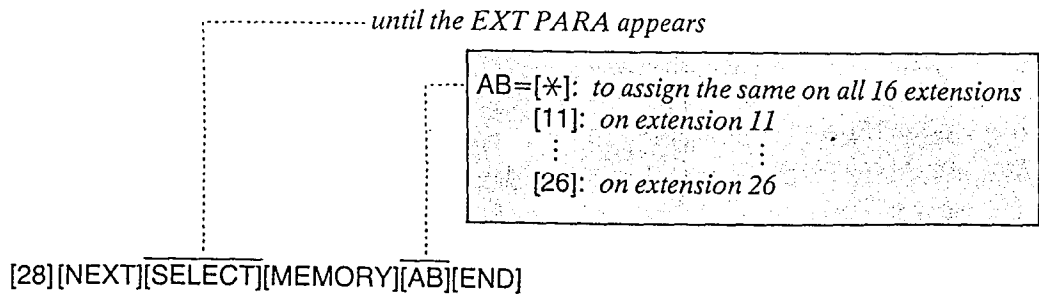 until the EXT PARA appears
AB=[*]: to assign the same on all 16 extensions
[11]: on extension 11
⋮ ⋮
[26]: on extension 26
[28][NEXT][SELECT][MEMORY][AB][END]